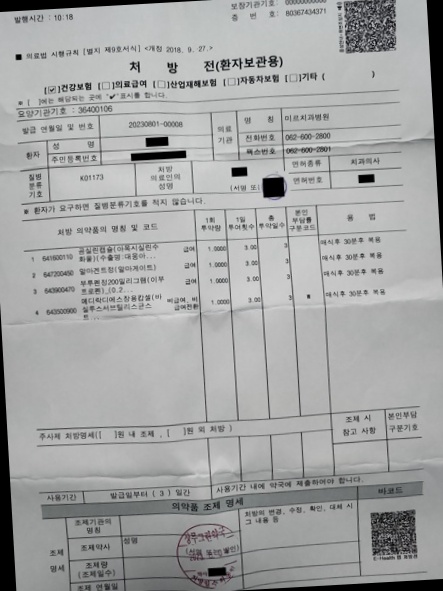 발행시간 : 10:18
보장기관기호: 00000000000
증 번호: 80367434371
■ 의료법 시행규칙 [별지 제9호서식] <개정 2018. 9. 27.>
처 방 전(환자보관용)
[✓]건강보험 [ ]의료급여 [ ]산업재해보험 [ ]자동차보험 [ ]기타 ( )
※ [ ]에는 해당되는 곳에 "✓"표시를 합니다.
요양기관기호 : 36400106
발급 연월일 및 번호 20230801-00008
의료기관
명 칭 미르치과병원
전화번호 062-600-2800
팩스번호 062-600-2801
환자
성 명
주민등록번호
질병분류기호 K01173
처방 의료인의 성명
(서명 또는
면허종류 치과의사
면허번호
※ 환자가 요구하면 질병분류기호를 적지 않습니다.
처방 의약품의 명칭 및 코드 1회 투약량 1일 투여횟수 총 투약일수 본인부담률 구분코드 용 법
1 641600110 곰실린캡슐(아목시실린수화물)(수출명:대웅아... 급여 1.0000 3.00 3 매식후 30분후 복용
2 647200450 알마겐트정(알마게이트) 급여 1.0000 3.00 3 매식후 30분후 복용
3 643900470 부루펜정200밀리그램(이부프로펜)_(0.2... 급여 1.0000 3.00 3 매식후 30분후 복용
4 643500900 메디락디에스장용캡셀(바실루스서브틸리스균스트... 비급여, 비급여전환 1.0000 3.00 3 매식후 30분후 복용
주사제 처방명세([ ]원 내 조제 , [ ]원 외 처방 )
조제 시 참고 사항
본인부담 구분기호
사용기간 발급일부터 ( 3 ) 일간 사용기간 내에 약국에 제출하여야 합니다.
의약품 조제 명세
바코드
조제 명세
조제기관의 명칭
조제약사 성명
(서명 또는 날인)
조제량 (조제일수)
조제 연월일
처방의 변경, 수정, 확인, 대체 시 그 내용 등